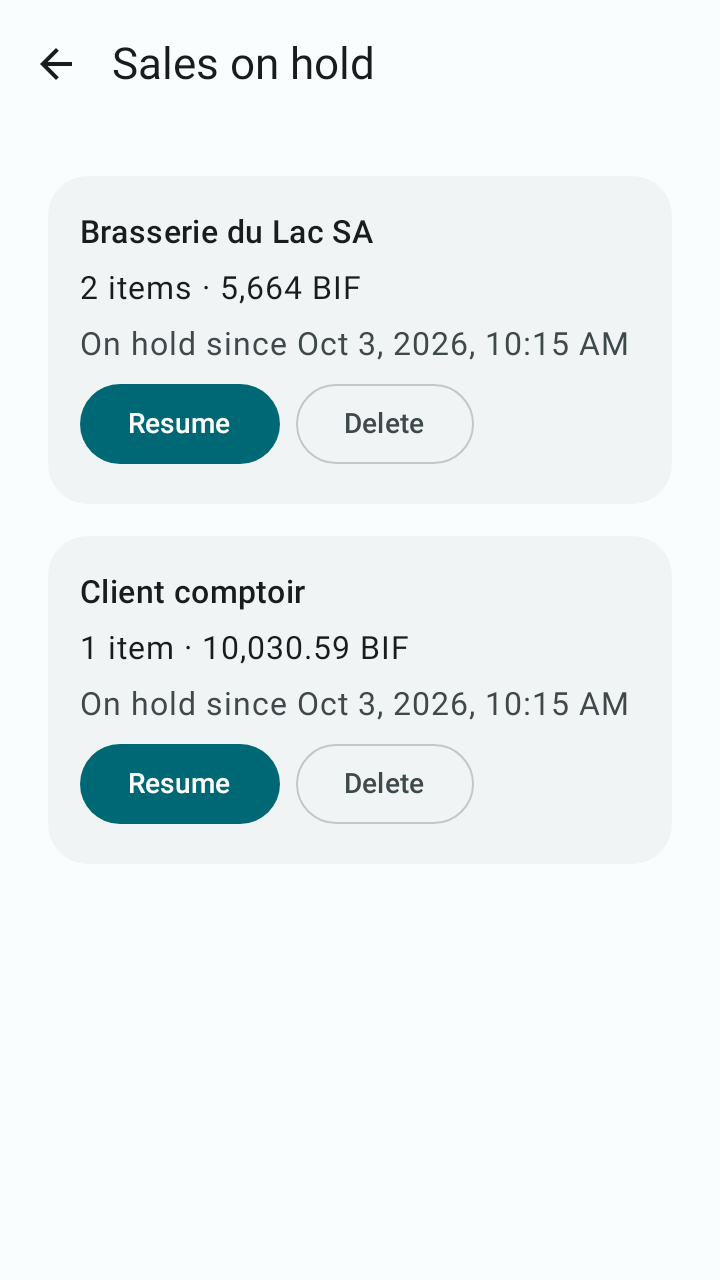 Sales on hold
Brasserie du Lac SA
2 items · 5,664 BIF
On hold since Oct 3, 2026, 10:15 AM
Resume
Delete
Client comptoir
1 item · 10,030.59 BIF
On hold since Oct 3, 2026, 10:15 AM
Resume
Delete